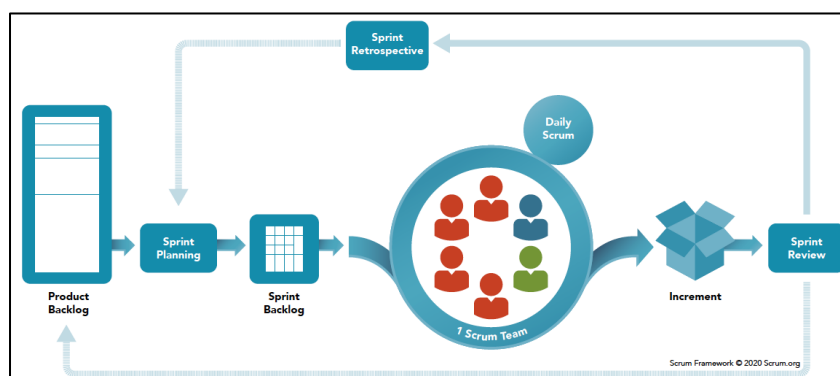 Sprint
Retrospective
Daily
Scrum
Sprint
Planning
Sprint
Review
Product
Backlog
Sprint
Backlog
1 Scrum Team
Increment
Scrum Framework © 2020 Scrum.org